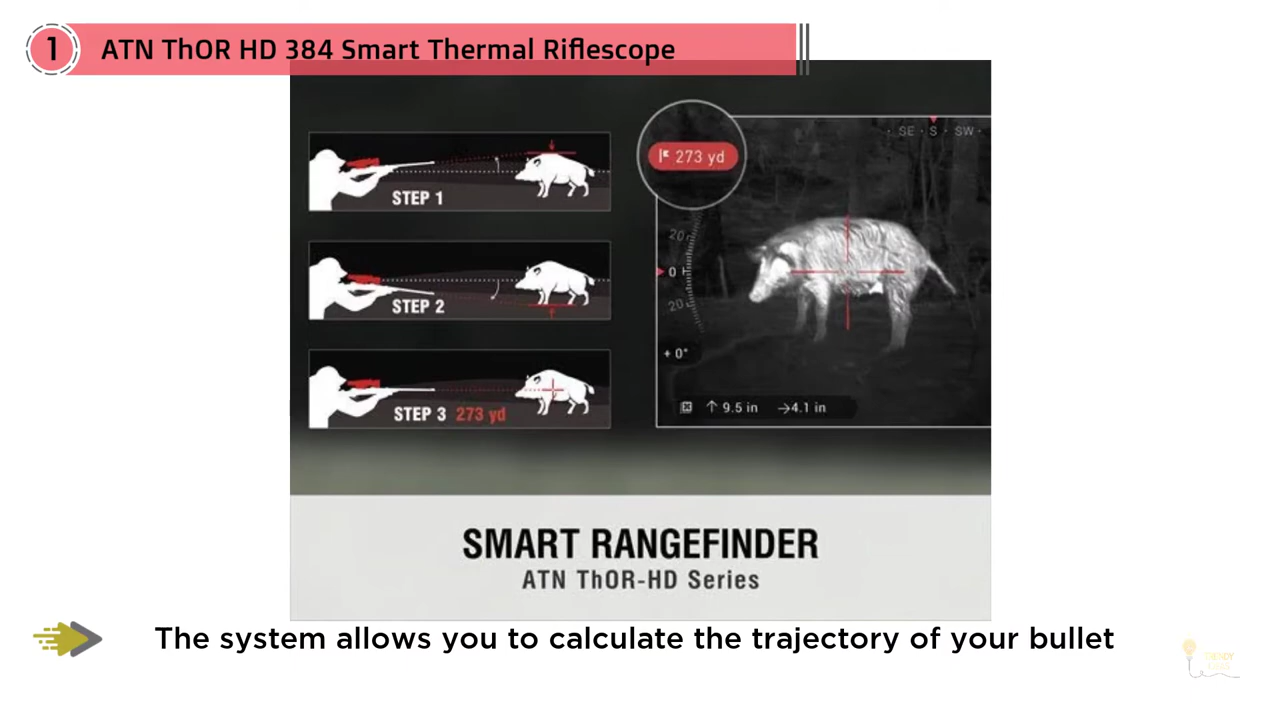 1
ATN ThOR HD 384 Smart Thermal Riflescope
STEP 1
STEP 2
STEP 3 273 yd
273 yd
· SE · S · SW ·
20
0
20
+ 0°
↑ 9.5 in →4.1 in
SMART RANGEFINDER
ATN ThOR-HD Series
The system allows you to calculate the trajectory of your bullet
TRENDY